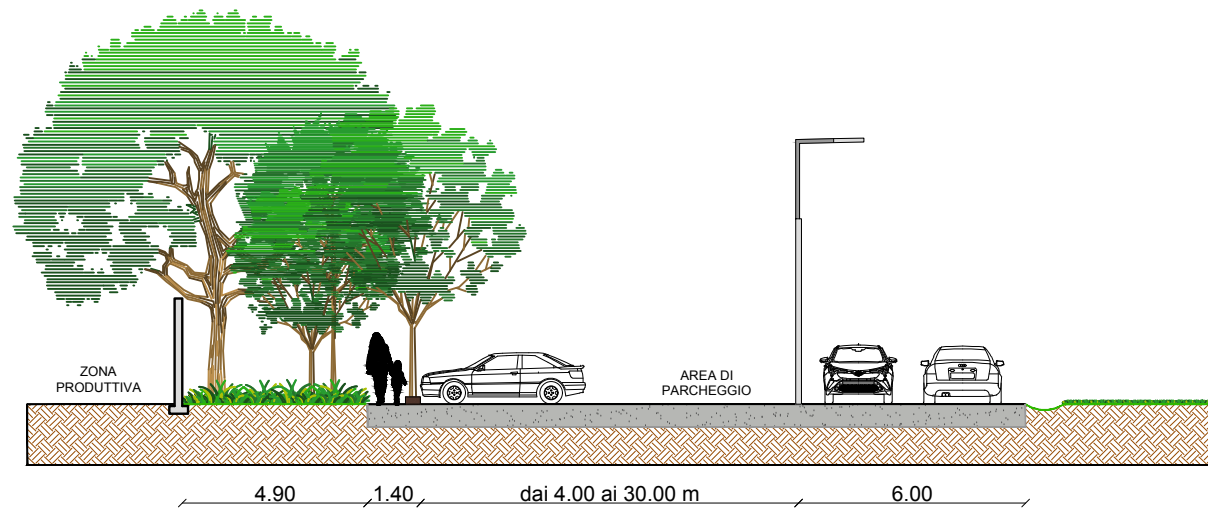 ZONA
PRODUTTIVA
AREA DI
PARCHEGGIO
4.90
1.40
dai 4.00 ai 30.00 m
6.00